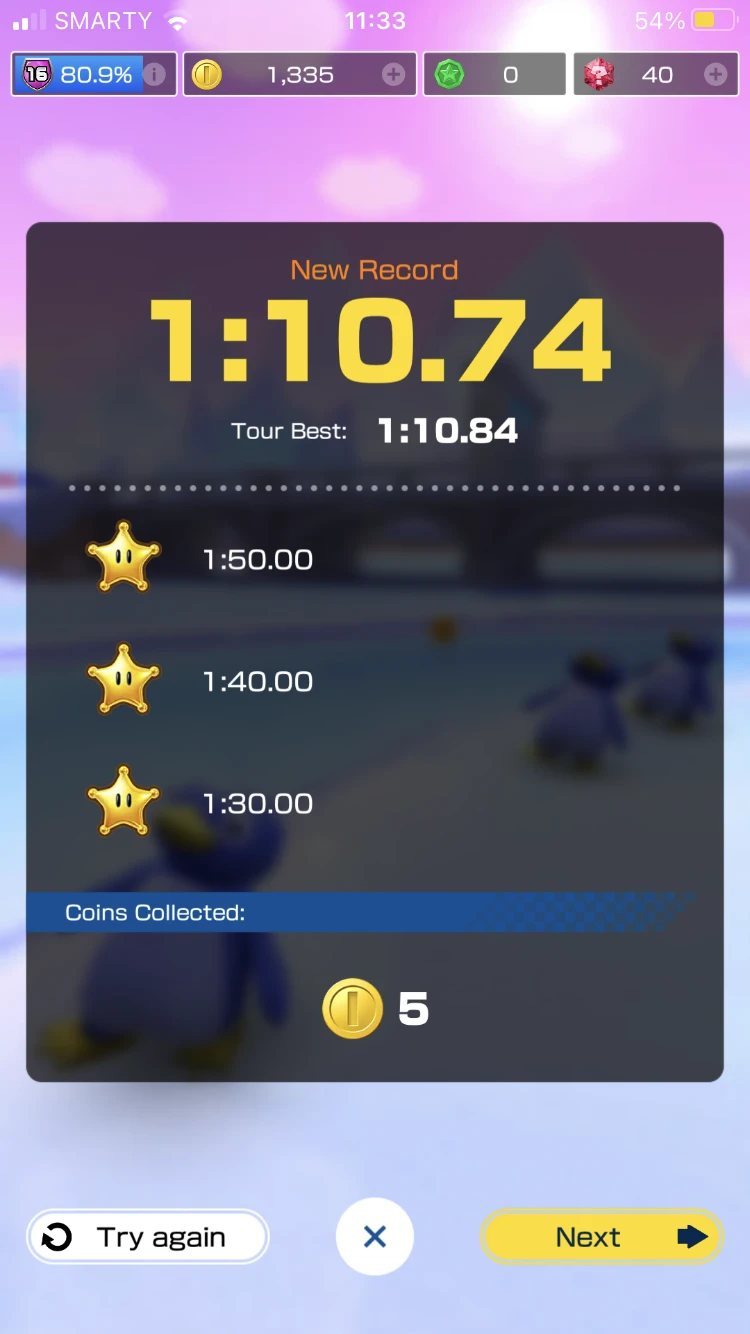 SMARTY 11:33 54%
16 80.9% i 1,335 0 ? 40
New Record
1:10.74
Tour Best: 1:10.84
1:50.00
1:40.00
1:30.00
Coins Collected:
5
Try again Next